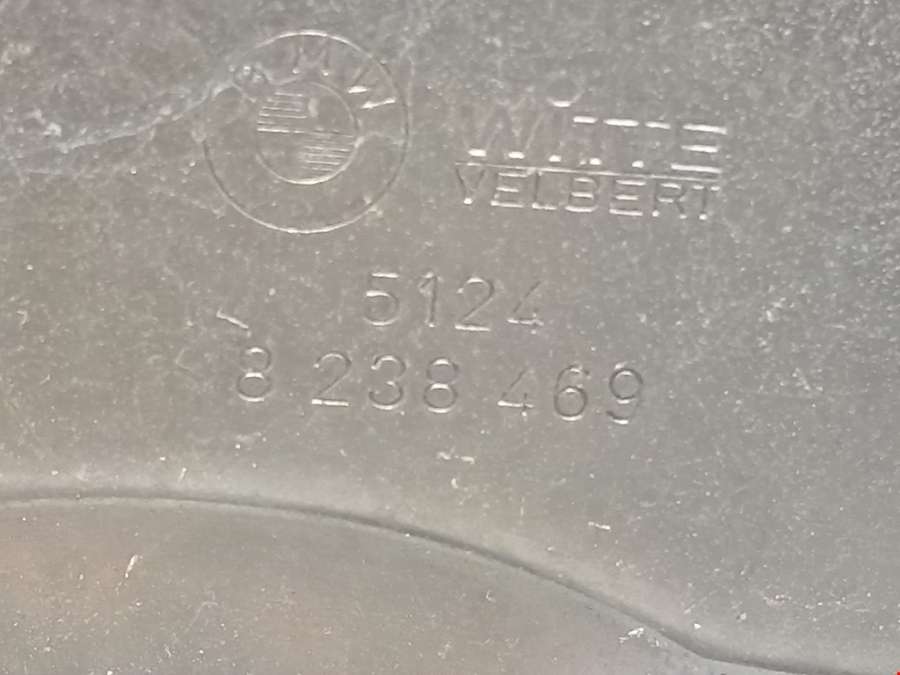 BMW
WITTE
VELBERT
5124
8 238 469